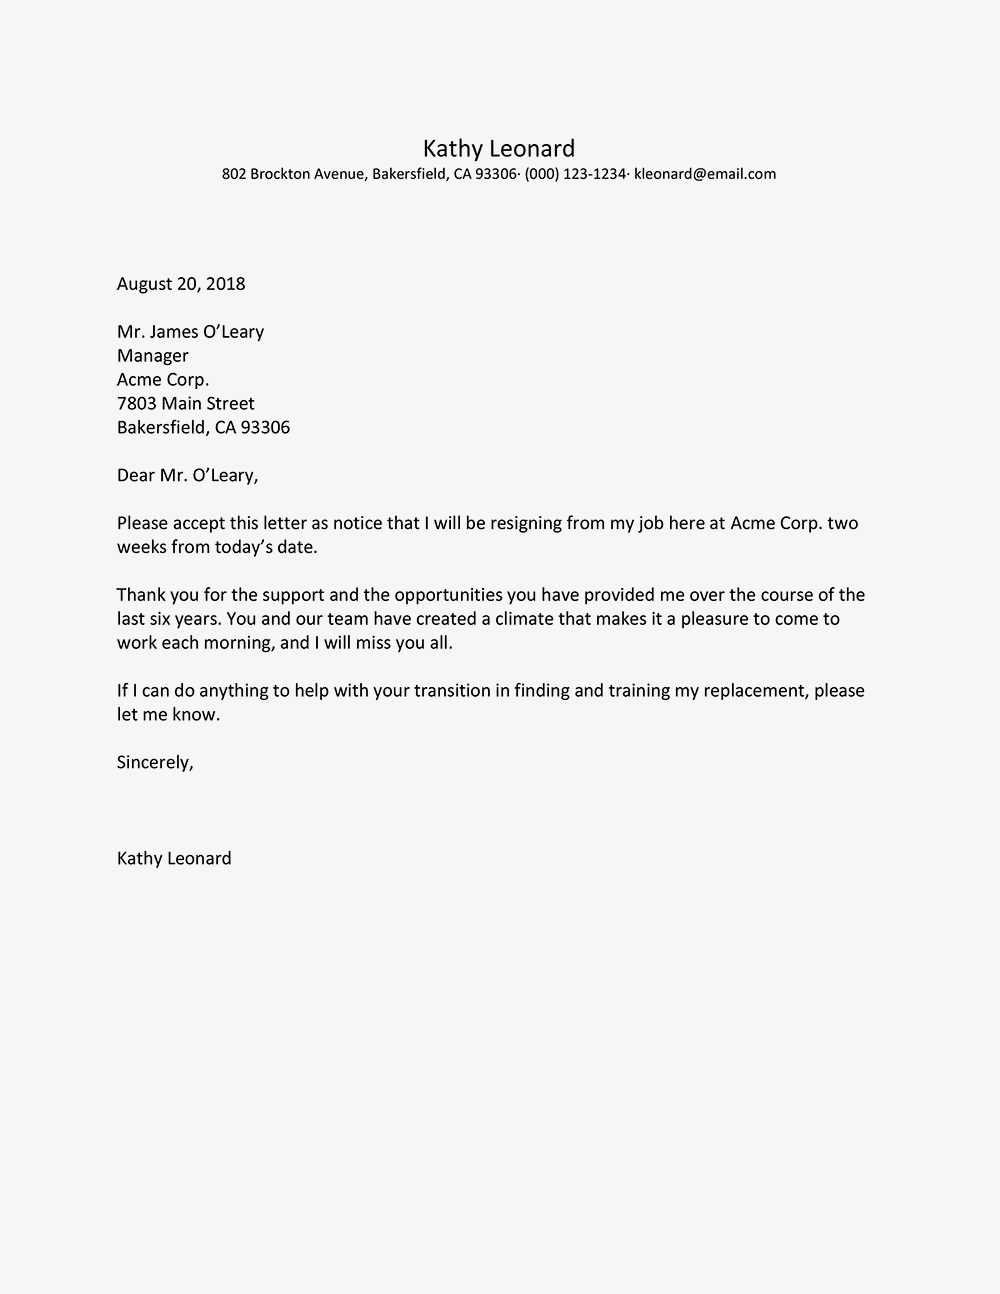 Kathy Leonard
802 Brockton Avenue, Bakersfield, CA 93306· (000) 123-1234· kleonard@email.com
August 20, 2018
Mr. James O’Leary
Manager
Acme Corp.
7803 Main Street
Bakersfield, CA 93306
Dear Mr. O’Leary,
Please accept this letter as notice that I will be resigning from my job here at Acme Corp. two
weeks from today’s date.
Thank you for the support and the opportunities you have provided me over the course of the
last six years. You and our team have created a climate that makes it a pleasure to come to
work each morning, and I will miss you all.
If I can do anything to help with your transition in finding and training my replacement, please
let me know.
Sincerely,
Kathy Leonard